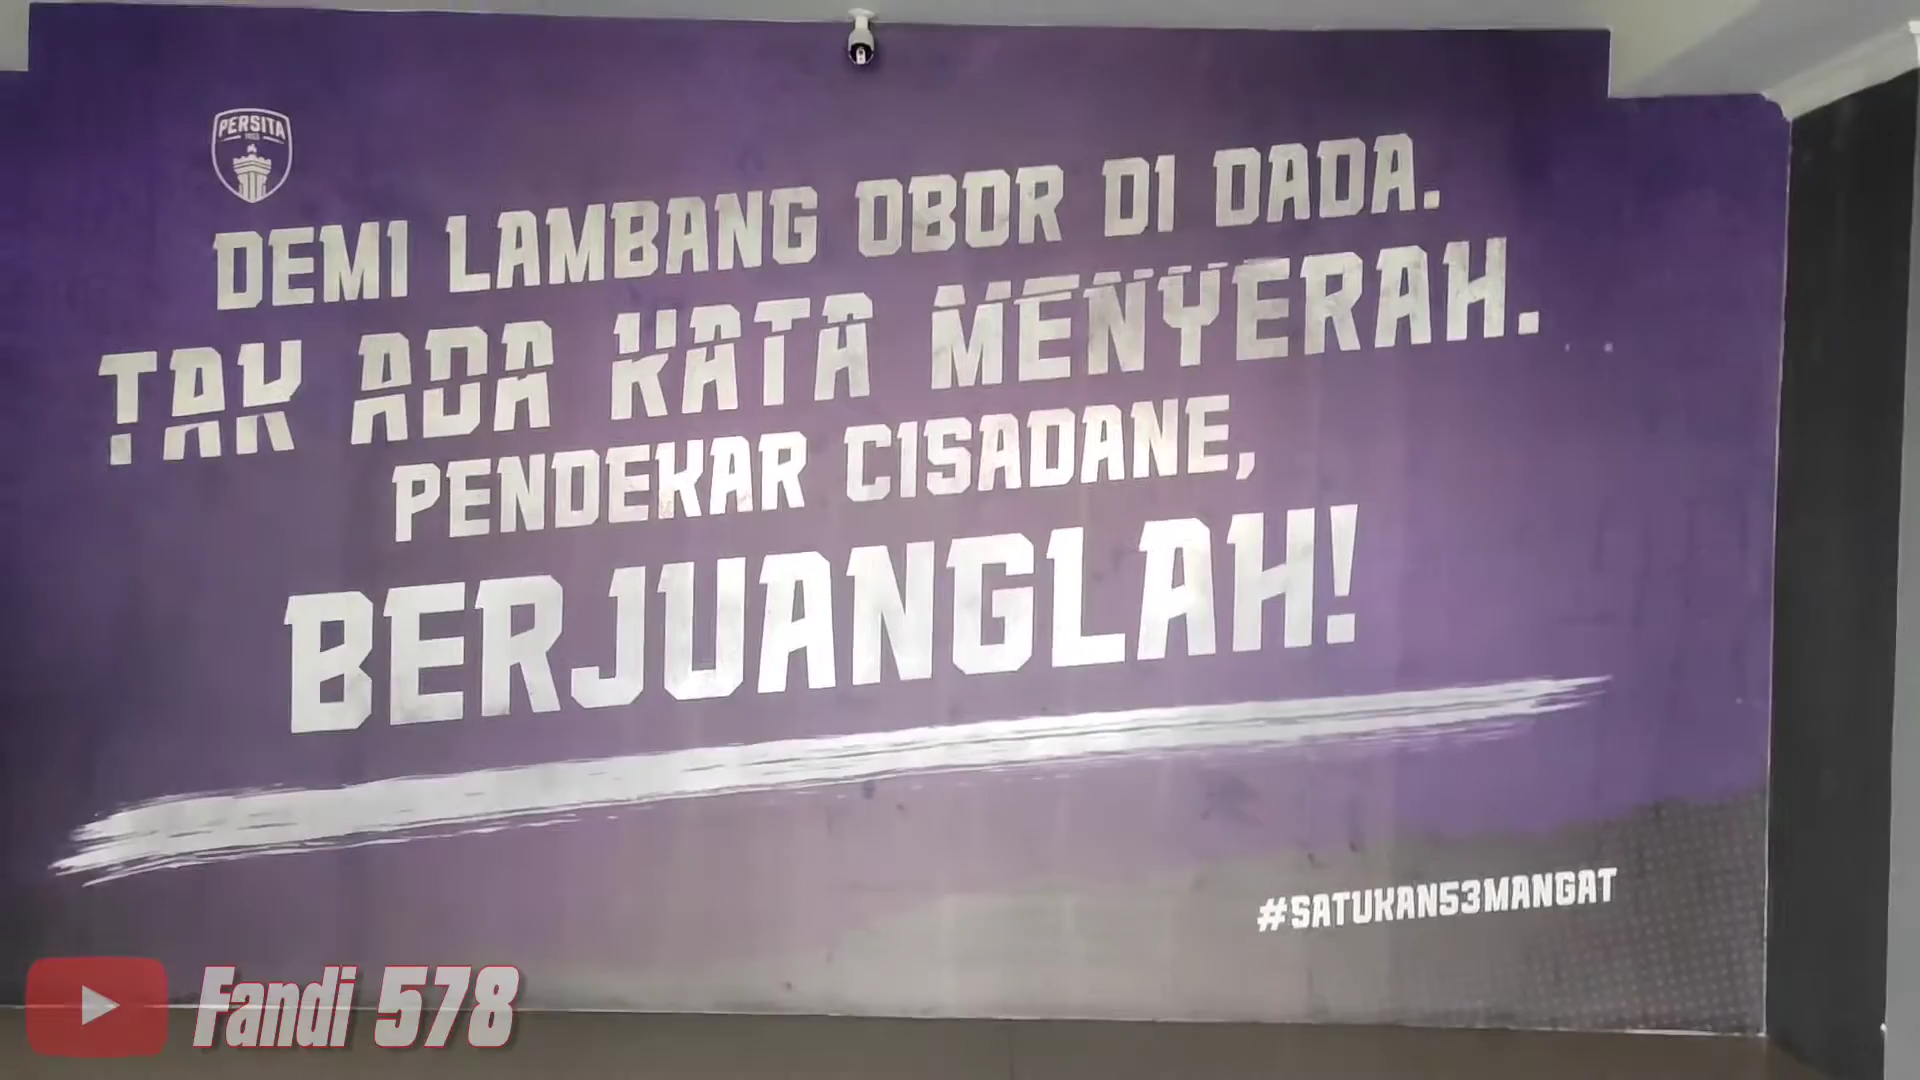 PERSITA
DEMI LAMBANG OBOR DI DADA.
TAK ADA KATA MENYERAH.
PENDEKAR CISADANE,
BERJUANGLAH!
#SATUKAN53MANGAT
Fandi 578